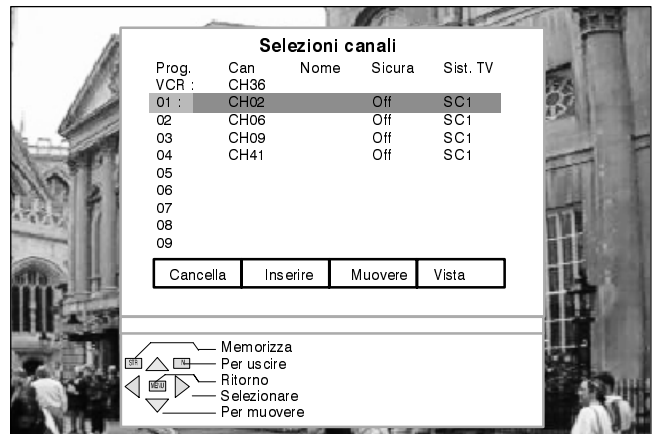 Selezioni canali
Prog. Can Nome Sicura Sist. TV
VCR : CH36
01 : CH02 Off SC1
02 CH06 Off SC1
03 CH09 Off SC1
04 CH41 Off SC1
05
06
07
08
09
Cancella Inserire Muovere Vista
Memorizza
STR N
Per uscire
MENU
Ritorno
Selezionare
Per muovere